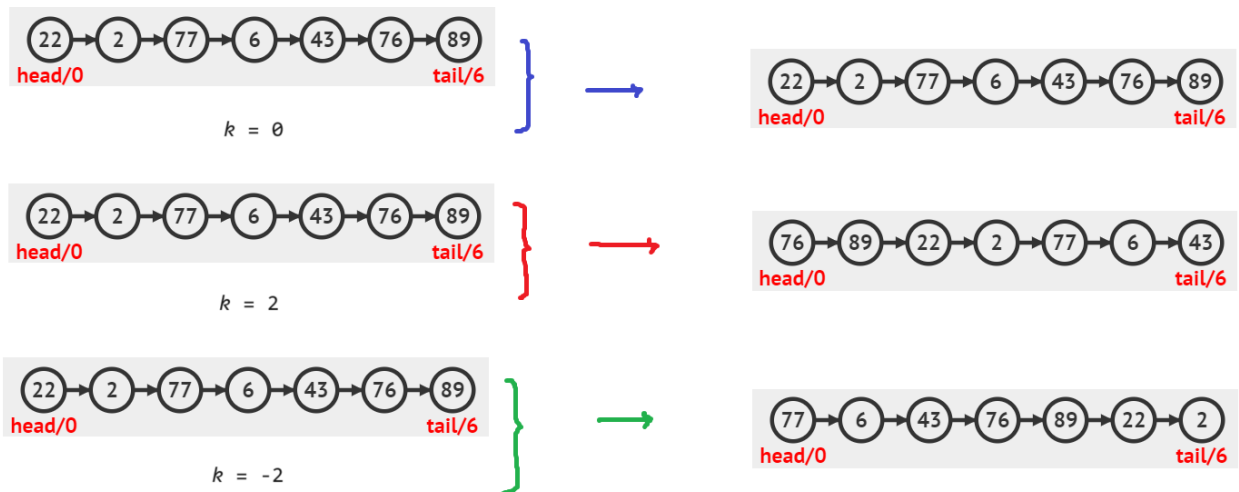 22 2 77 6 43 76 89
head/0 tail/6
k = 0
22 2 77 6 43 76 89
head/0 tail/6
22 2 77 6 43 76 89
head/0 tail/6
k = 2
76 89 22 2 77 6 43
head/0 tail/6
22 2 77 6 43 76 89
head/0 tail/6
k = -2
77 6 43 76 89 22 2
head/0 tail/6